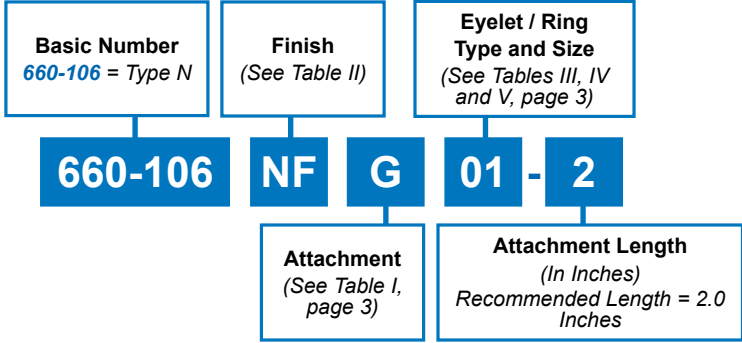 Basic Number
660-106 = Type N
Finish
(See Table II)
Eyelet / Ring
Type and Size
(See Tables III, IV
and V, page 3)
660-106 NF G 01 - 2
Attachment
(See Table I,
page 3)
Attachment Length
(In Inches)
Recommended Length = 2.0
Inches